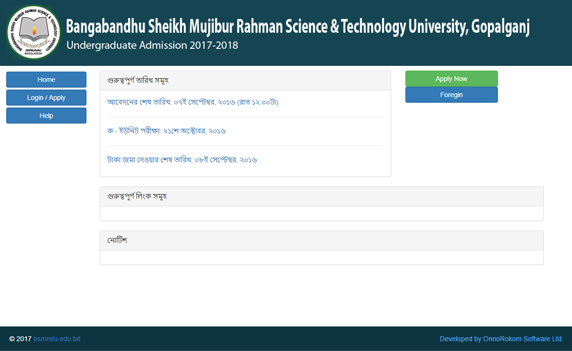 Bangabandhu Sheikh Mujibur Rahman Science & Technology University, Gopalganj
Undergraduate Admission 2017-2018
Home
Login / Apply
Help
গুরুত্বপূর্ণ তারিখ সমূহ
আবেদনের শেষ তারিখ: ০৭ই সেপ্টেম্বর, ২০১৬ (রাত ১২:০০টা)
ক - ইউনিট পরীক্ষা: ২১শে অক্টোবর, ২০১৬
টাকা জমা দেওয়ার শেষ তারিখ: ০৮ই সেপ্টেম্বর, ২০১৬
Apply Now
Foregin
গুরুত্বপূর্ণ লিংক সমূহ
নোটিশ
© 2017 bsmrstu.edu.bd
Developed by OnnoRokom Software Ltd.